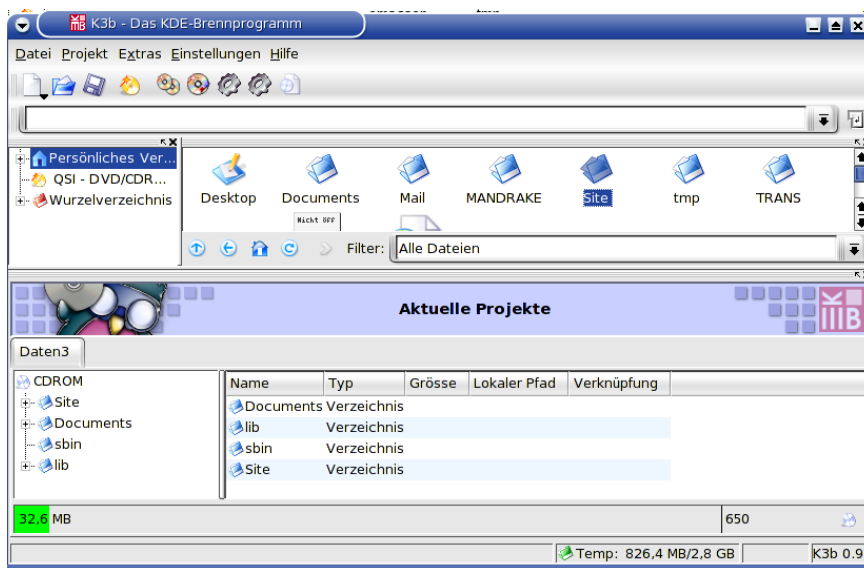 K3b - Das KDE-Brennprogramm
Datei Projekt Extras Einstellungen Hilfe
Persönliches Ver...
QSI - DVD/CDR...
Wurzelverzeichnis
Desktop Documents Mail MANDRAKE Site tmp TRANS
Nicht öff
Filter: Alle Dateien
Aktuelle Projekte
Daten3
CDROM
Site
Documents
sbin
lib
Name Typ Grösse Lokaler Pfad Verknüpfung
Documents Verzeichnis
lib Verzeichnis
sbin Verzeichnis
Site Verzeichnis
32,6 MB 650
Temp: 826,4 MB/2,8 GB K3b 0.9